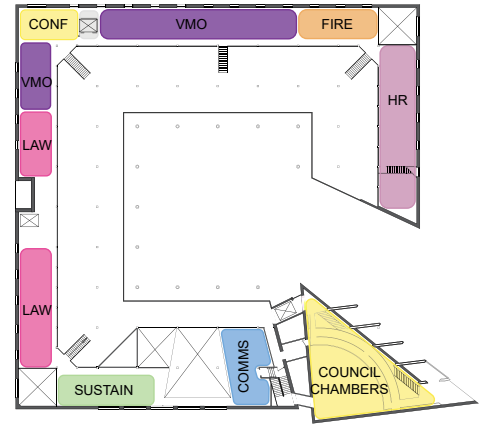 CONF
VMO
FIRE
VMO
HR
LAW
LAW
SUSTAIN
COMMS
COUNCIL
CHAMBERS